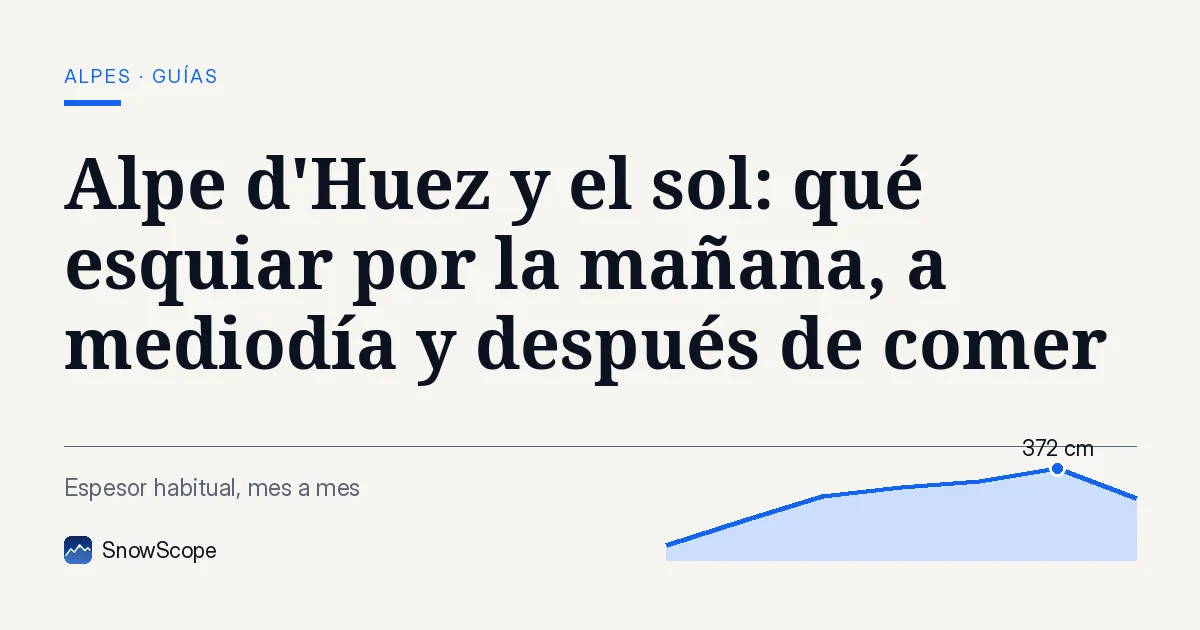 ALPES · GUÍAS
Alpe d'Huez y el sol: qué
esquiar por la mañana, a
mediodía y después de comer
372 cm
Espesor habitual, mes a mes
SnowScope